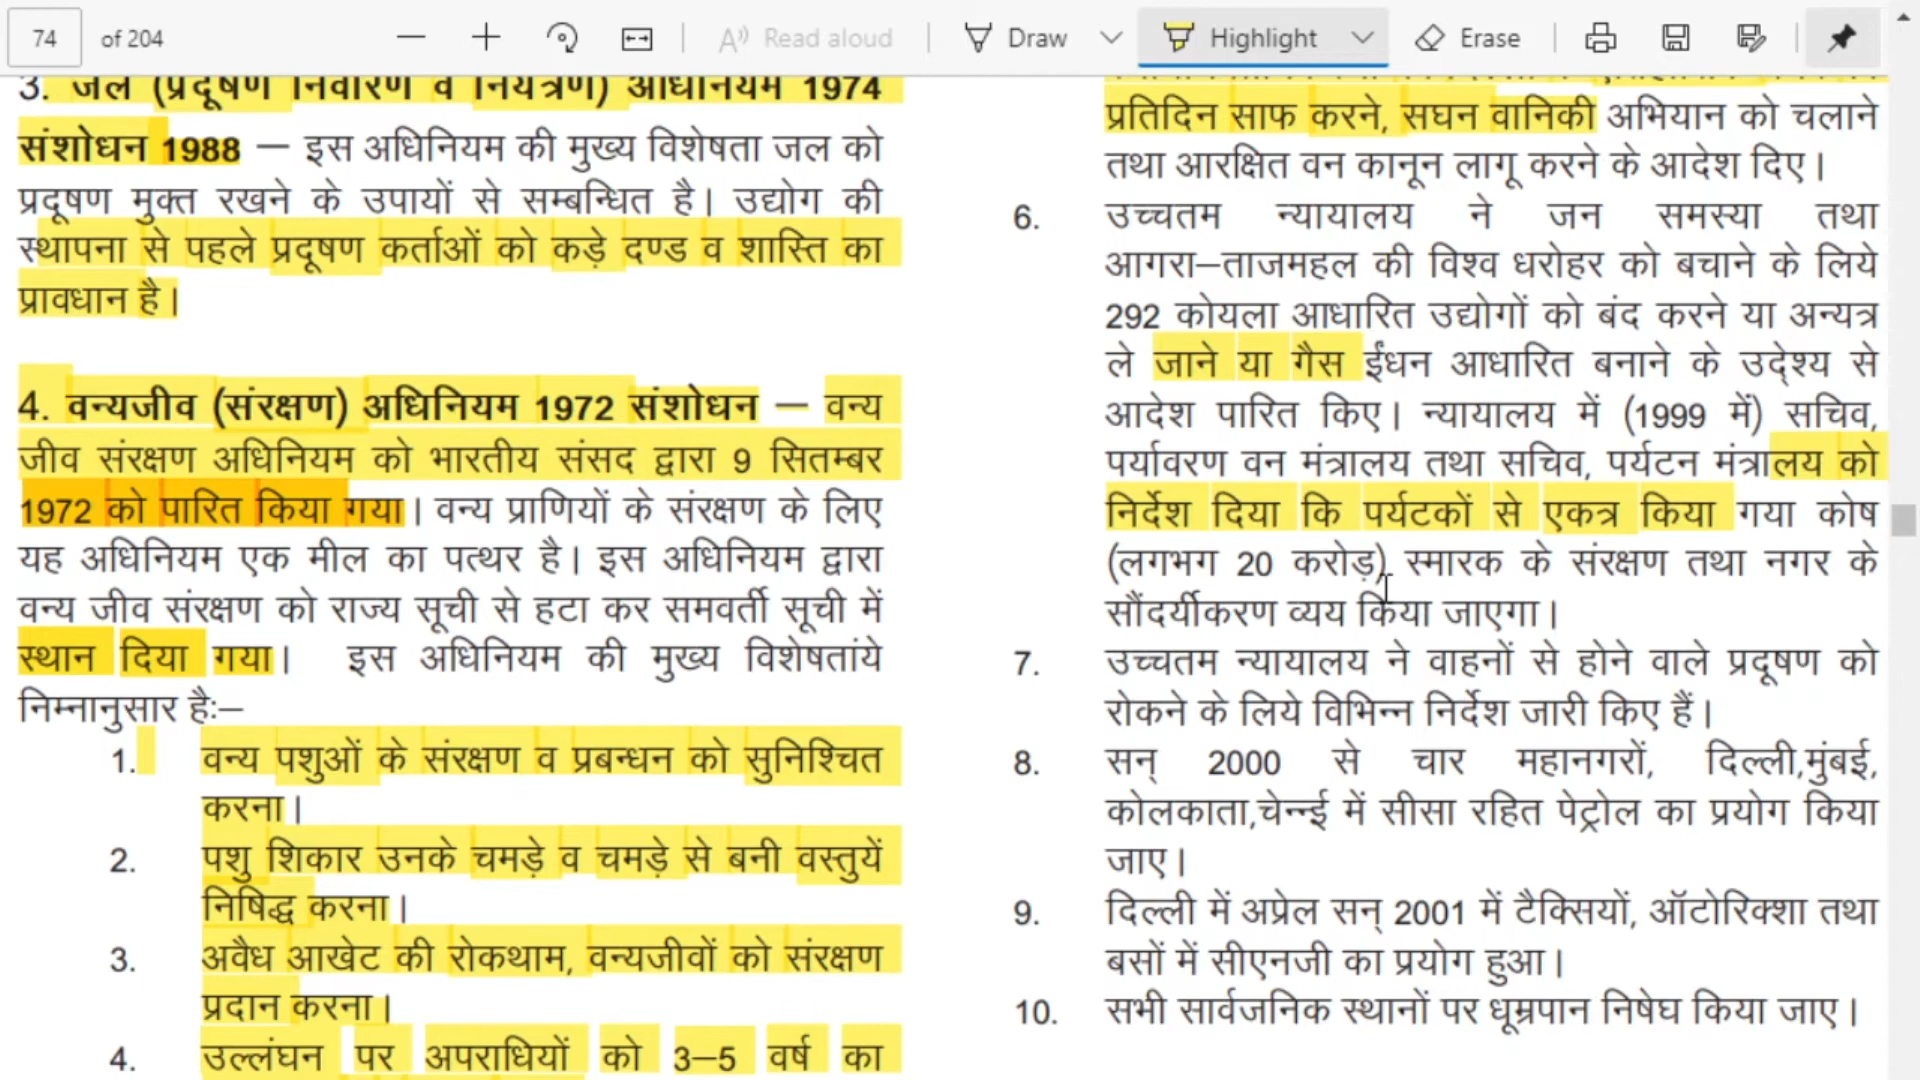 74 of 204 Read aloud Draw Highlight Erase
3. जल (प्रदूषण निवारण व नियंत्रण) अधिनियम 1974
संशोधन 1988 — इस अधिनियम की मुख्य विशेषता जल को
प्रदूषण मुक्त रखने के उपायों से सम्बन्धित है। उद्योग की
स्थापना से पहले प्रदूषण कर्ताओं को कड़े दण्ड व शास्ति का
प्रावधान है।
4. वन्यजीव (संरक्षण) अधिनियम 1972 संशोधन — वन्य
जीव संरक्षण अधिनियम को भारतीय संसद द्वारा 9 सितम्बर
1972 को पारित किया गया। वन्य प्राणियों के संरक्षण के लिए
यह अधिनियम एक मील का पत्थर है। इस अधिनियम द्वारा
वन्य जीव संरक्षण को राज्य सूची से हटा कर समवर्ती सूची में
स्थान दिया गया। इस अधिनियम की मुख्य विशेषतांये
निम्नानुसार है:–
1. वन्य पशुओं के संरक्षण व प्रबन्धन को सुनिश्चित
करना।
2. पशु शिकार उनके चमड़े व चमड़े से बनी वस्तुयें
निषिद्ध करना।
3. अवैध आखेट की रोकथाम, वन्यजीवों को संरक्षण
प्रदान करना।
4. उल्लंघन पर अपराधियों को 3–5 वर्ष का
प्रतिदिन साफ करने, सघन वानिकी अभियान को चलाने
तथा आरक्षित वन कानून लागू करने के आदेश दिए।
6. उच्चतम न्यायालय ने जन समस्या तथा
आगरा–ताजमहल की विश्व धरोहर को बचाने के लिये
292 कोयला आधारित उद्योगों को बंद करने या अन्यत्र
ले जाने या गैस ईंधन आधारित बनाने के उदे्श्य से
आदेश पारित किए। न्यायालय में (1999 में) सचिव,
पर्यावरण वन मंत्रालय तथा सचिव, पर्यटन मंत्रालय को
निर्देश दिया कि पर्यटकों से एकत्र किया गया कोष
(लगभग 20 करोड़) स्मारक के संरक्षण तथा नगर के
सौंदर्यीकरण व्यय किया जाएगा।
7. उच्चतम न्यायालय ने वाहनों से होने वाले प्रदूषण को
रोकने के लिये विभिन्न निर्देश जारी किए हैं।
8. सन् 2000 से चार महानगरों, दिल्ली,मुंबई,
कोलकाता,चेन्नई में सीसा रहित पेट्रोल का प्रयोग किया
जाए।
9. दिल्ली में अप्रेल सन् 2001 में टैक्सियों, ऑटोरिक्शा तथा
बसों में सीएनजी का प्रयोग हुआ।
10. सभी सार्वजनिक स्थानों पर धूम्रपान निषेघ किया जाए।